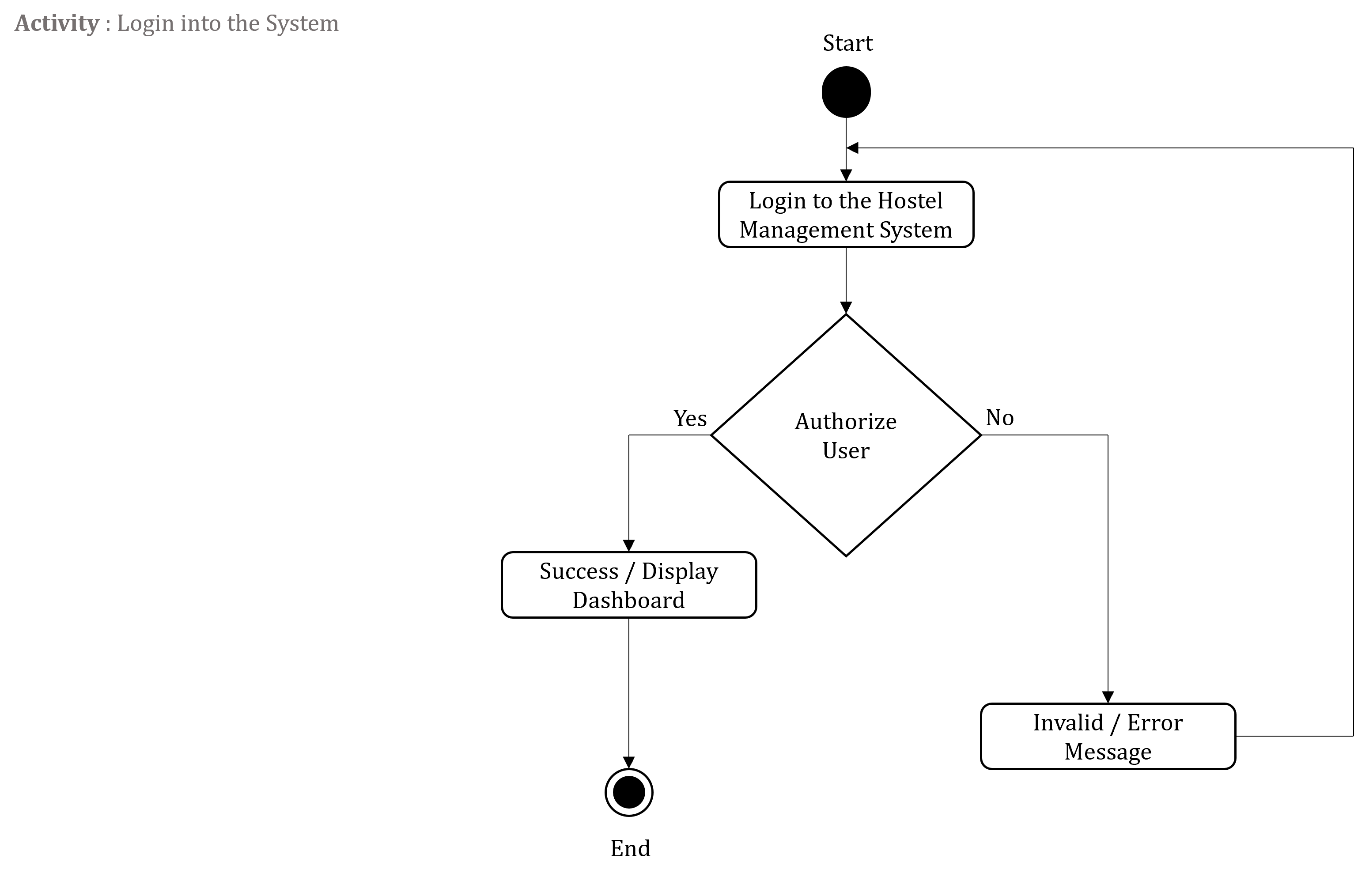 Activity : Login into the System
Start
Login to the Hostel
Management System
Authorize
User
Yes
No
Success / Display
Dashboard
Invalid / Error
Message
End